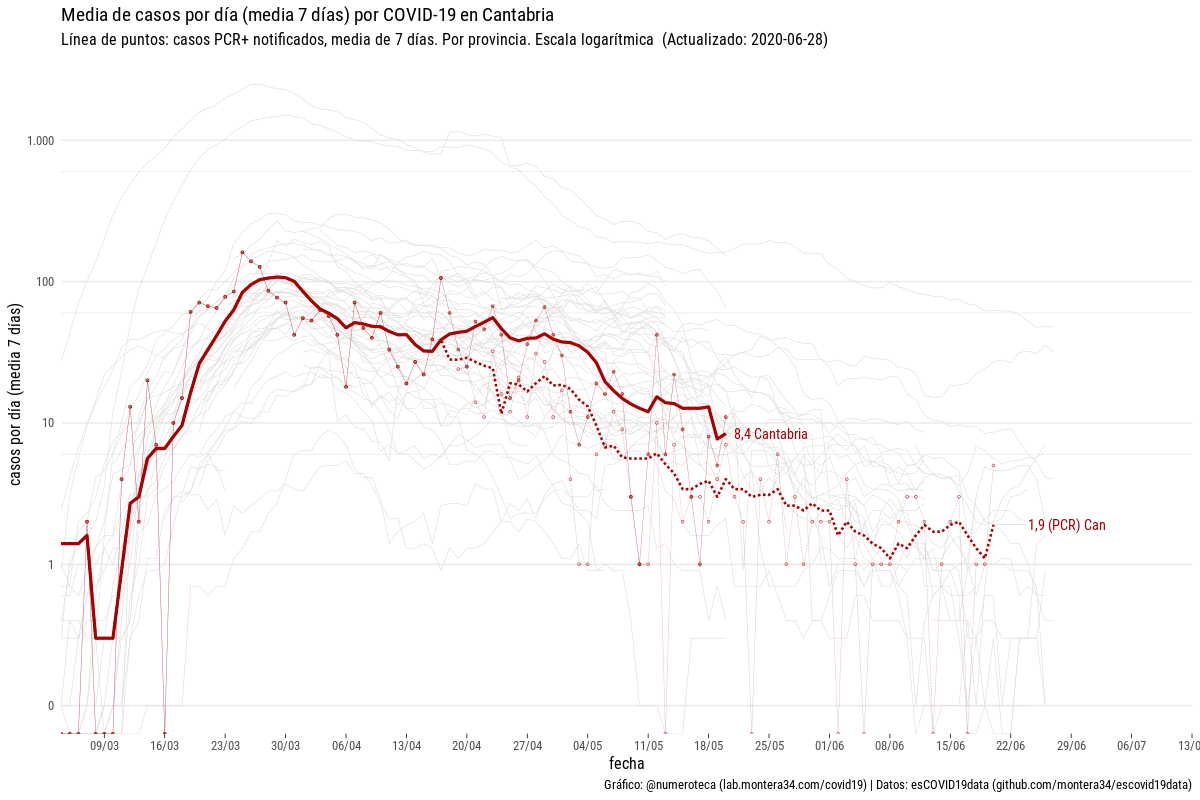 Media de casos por día (media 7 días) por COVID-19 en Cantabria
Línea de puntos: casos PCR+ notificados, media de 7 días. Por provincia. Escala logarítmica (Actualizado: 2020-06-28)
casos por día (media 7 días)
1.000
100
10
1
0
8,4 Cantabria
1,9 (PCR) Can
09/03 16/03 23/03 30/03 06/04 13/04 20/04 27/04 04/05 11/05 18/05 25/05 01/06 08/06 15/06 22/06 29/06 06/07 13/0
fecha
Gráfico: @numeroteca (lab.montera34.com/covid19) | Datos: esCOVID19data (github.com/montera34/escovid19data)